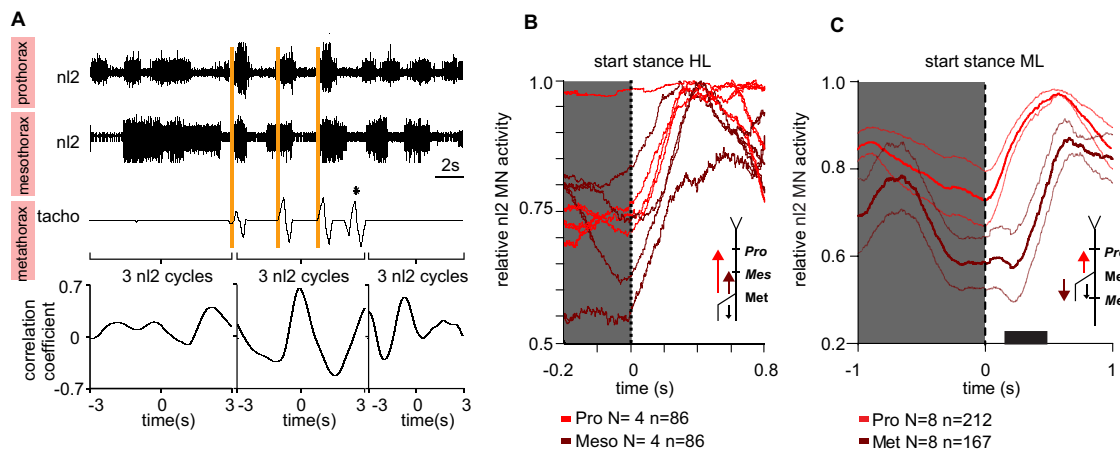 A
prothorax
nl2
mesothorax
nl2
2s
metathorax
tacho
*
3 nl2 cycles
3 nl2 cycles
3 nl2 cycles
correlation
coefficient
0.7
0
-0.7
-3
0
3
-3
0
3
-3
0
3
time(s)
time(s)
time(s)
B
start stance HL
relative nl2 MN activity
1.0
0.75
0.5
Pro
Mes
Met
-0.2
0
0.8
time (s)
Pro N= 4 n=86
Meso N= 4 n=86
C
start stance ML
relative nl2 MN activity
1.0
0.8
0.6
0.2
Pro
Me
Me
-1
0
1
time (s)
Pro N=8 n=212
Met N=8 n=167